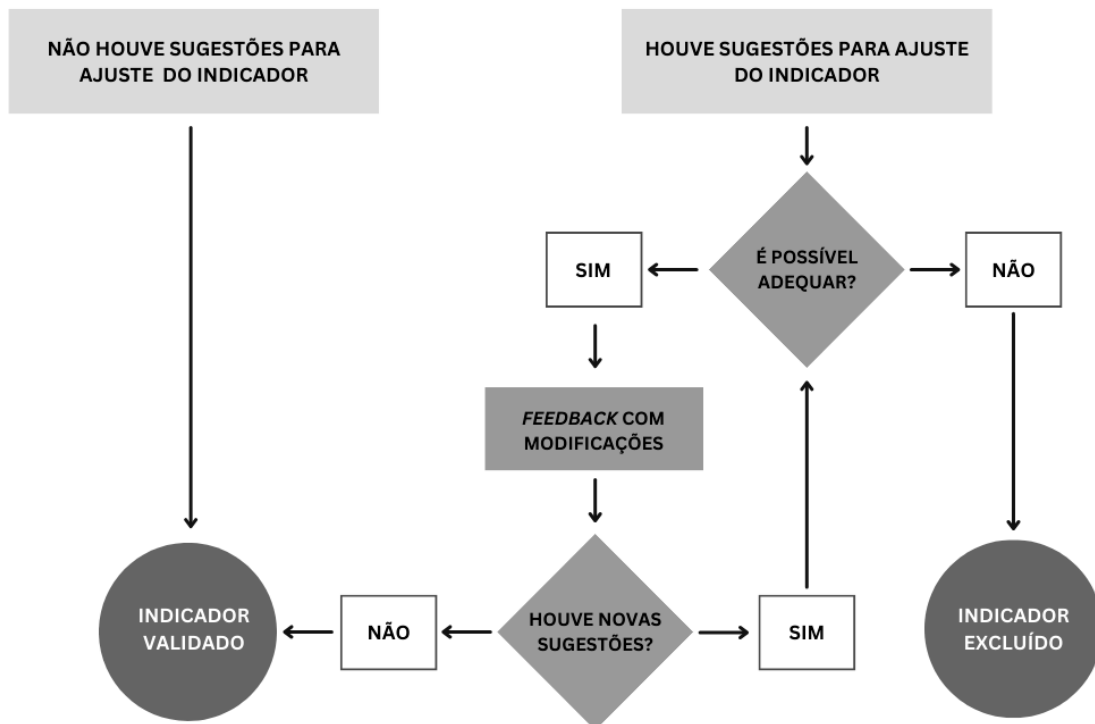 NÃO HOUVE SUGESTÕES PARA
AJUSTE DO INDICADOR
HOUVE SUGESTÕES PARA AJUSTE
DO INDICADOR
É POSSÍVEL
ADEQUAR?
SIM
NÃO
FEEDBACK COM
MODIFICAÇÕES
HOUVE NOVAS
SUGESTÕES?
NÃO
SIM
INDICADOR
VALIDADO
INDICADOR
EXCLUÍDO